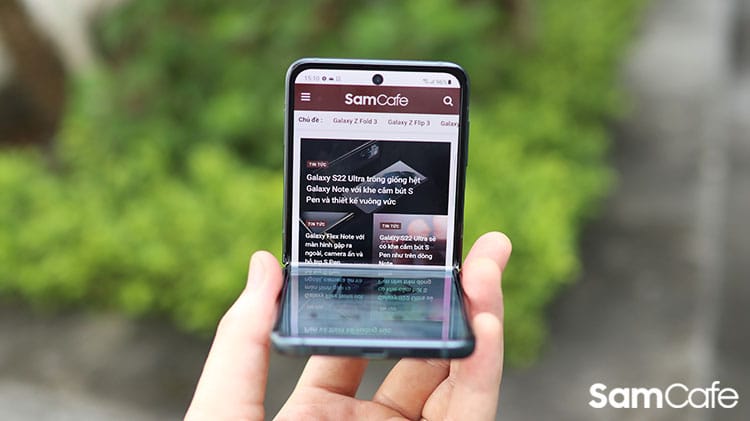 15:10
96%
SamCafe
Chủ đề :
Galaxy Z Fold 3
Galaxy Z Flip 3
Galaxy
TIN TỨC
Galaxy S22 Ultra trông giống hệt
Galaxy Note với khe cắm bút S
Pen và thiết kế vuông vức
TIN TỨC
Galaxy Flex Note với
màn hình gập ra
ngoài, camera ẩn và
hỗ trợ S Pen
TIN TỨC
Galaxy S22 Ultra sẽ
có khe cắm bút S
Pen như trên dòng
Note
SamCafe